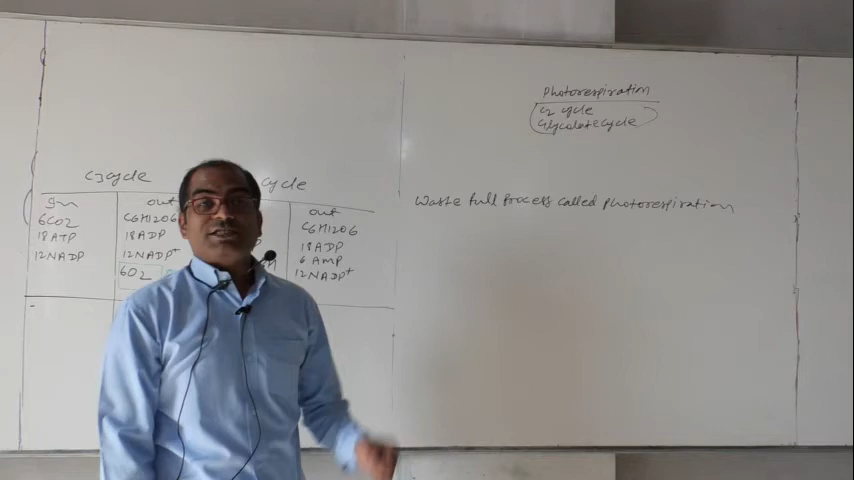 Photorespiration
C2 Cycle
Glycolate Cycle
Waste full Process called Photorespiration
C3 Cycle
In
6CO2
18ATP
12NADP
out
C6H12O6
18ADP
12NADP+
6O2
Cycle
out
C6H12O6
18ADP
6 AMP
12NADP+